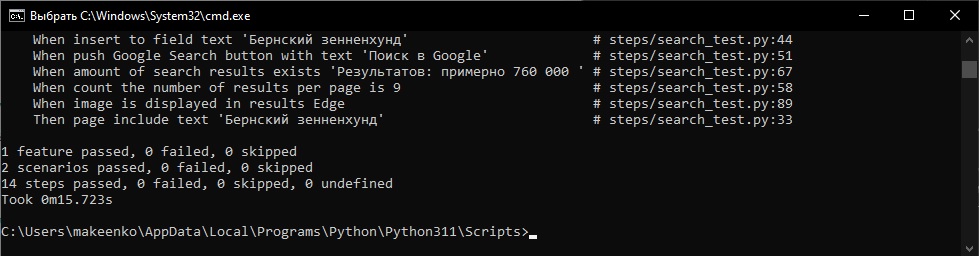 Выбрать C:\Windows\System32\cmd.exe
When insert to field text 'Бернский зенненхунд' # steps/search_test.py:44
When push Google Search button with text 'Поиск в Google' # steps/search_test.py:51
When amount of search results exists 'Результатов: примерно 760 000 ' # steps/search_test.py:67
When count the number of results per page is 9 # steps/search_test.py:58
When image is displayed in results Edge # steps/search_test.py:89
Then page include text 'Бернский зенненхунд' # steps/search_test.py:33
1 feature passed, 0 failed, 0 skipped
2 scenarios passed, 0 failed, 0 skipped
14 steps passed, 0 failed, 0 skipped, 0 undefined
Took 0m15.723s
C:\Users\makeenko\AppData\Local\Programs\Python\Python311\Scripts>